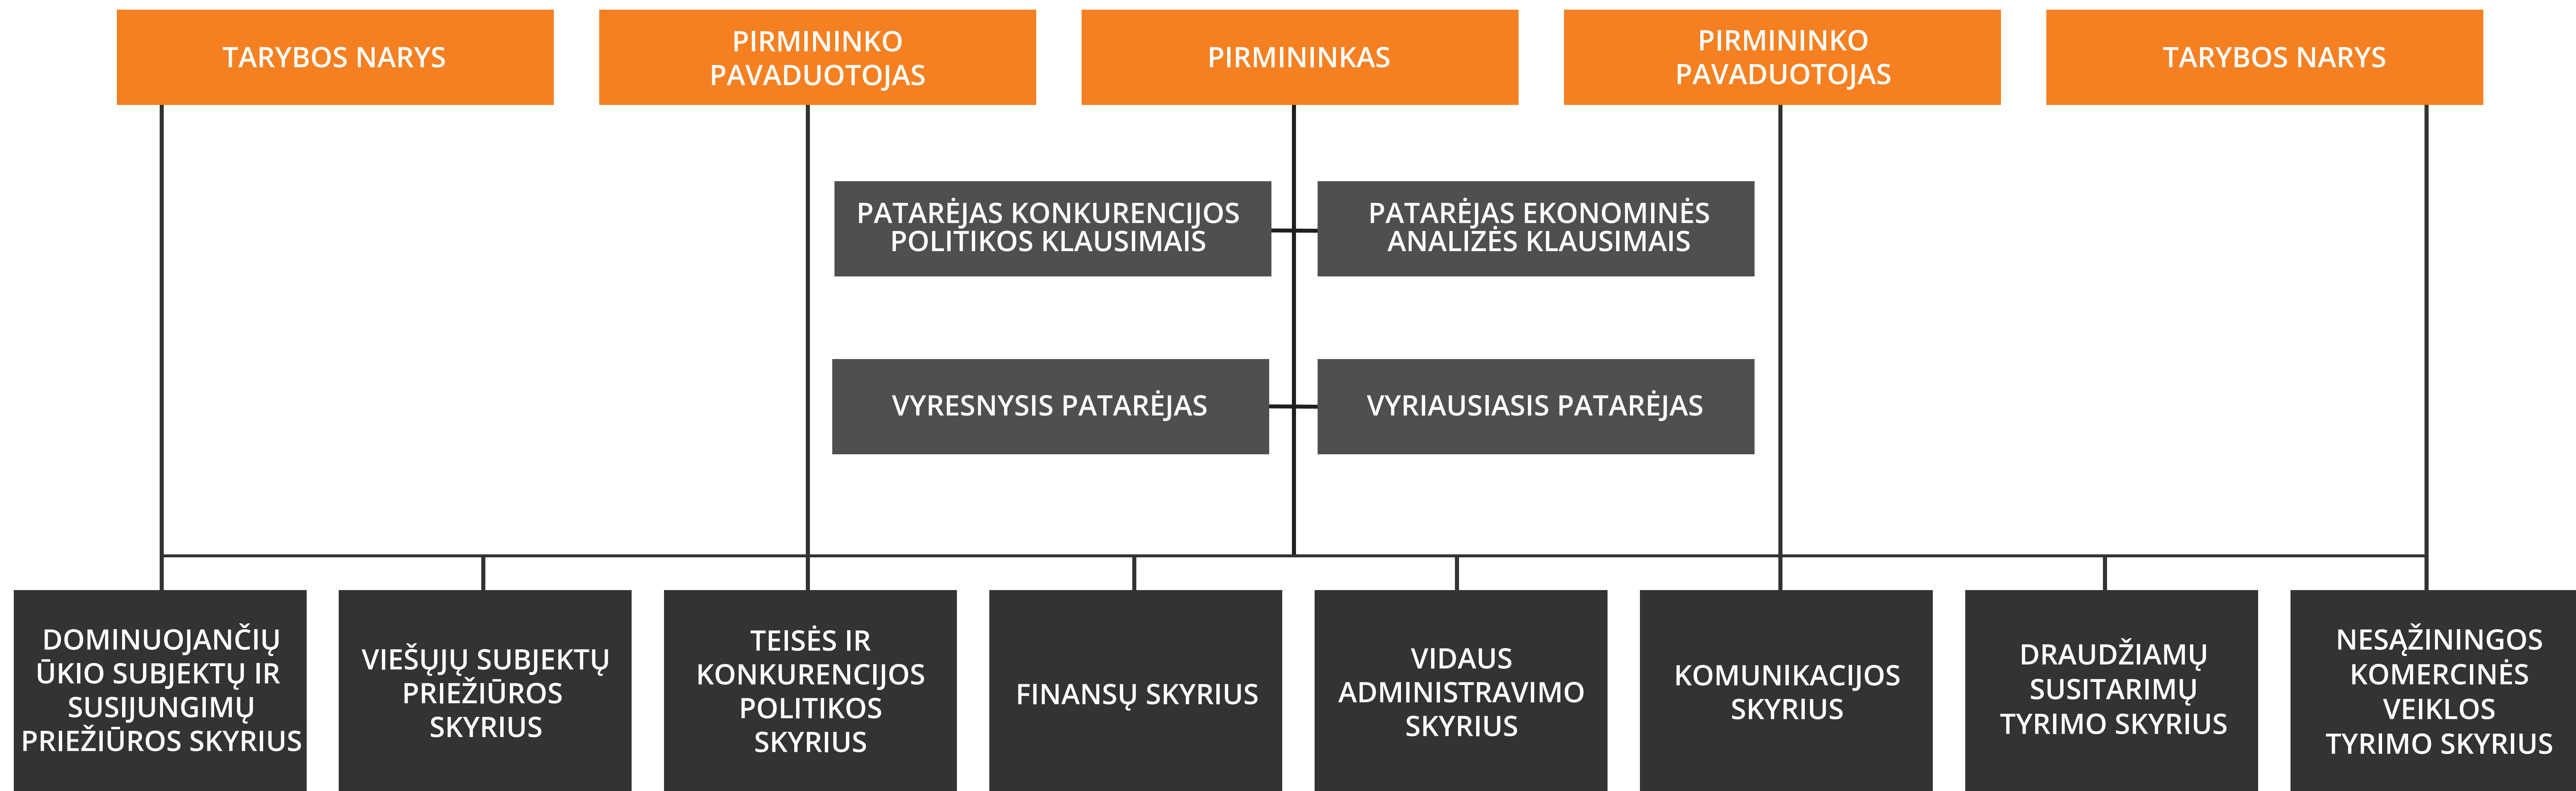 TARYBOS NARYS
PIRMININKO
PAVADUOTOJAS
PIRMININKAS
PIRMININKO
PAVADUOTOJAS
TARYBOS NARYS
PATARĖJAS KONKURENCIJOS
POLITIKOS KLAUSIMAIS
PATARĖJAS EKONOMINĖS
ANALIZĖS KLAUSIMAIS
VYRESNYSIS PATARĖJAS
VYRIAUSIASIS PATARĖJAS
DOMINUOJANČIŲ
ŪKIO SUBJEKTŲ IR
SUSIJUNGIMŲ
PRIEŽIŪROS SKYRIUS
VIEŠŲJŲ SUBJEKTŲ
PRIEŽIŪROS
SKYRIUS
TEISĖS IR
KONKURENCIJOS
POLITIKOS
SKYRIUS
FINANSŲ SKYRIUS
VIDAUS
ADMINISTRAVIMO
SKYRIUS
KOMUNIKACIJOS
SKYRIUS
DRAUDŽIAMŲ
SUSITARIMŲ
TYRIMO SKYRIUS
NESĄŽININGOS
KOMERCINĖS
VEIKLOS
TYRIMO SKYRIUS